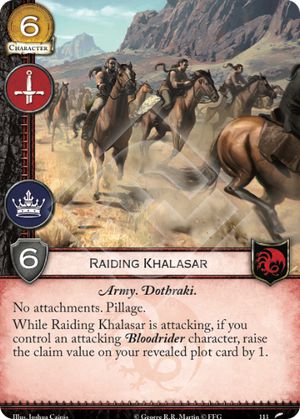 6
CHARACTER
6
RAIDING KHALASAR
Army. Dothraki.
No attachments. Pillage.
While Raiding Khalasar is attacking, if you
control an attacking Bloodrider character, raise
the claim value on your revealed plot card by 1.
Illus. Joshua Cairós © George R.R. Martin © FFG 113